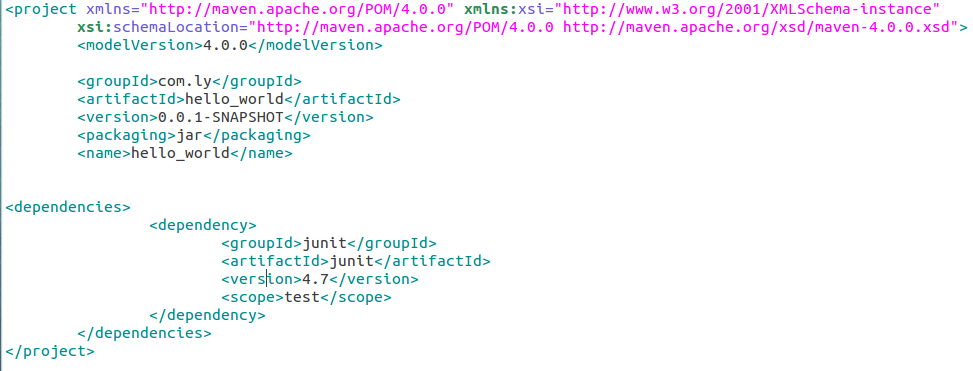 <project xmlns="http://maven.apache.org/POM/4.0.0" xmlns:xsi="http://www.w3.org/2001/XMLSchema-instance"
        xsi:schemaLocation="http://maven.apache.org/POM/4.0.0 http://maven.apache.org/xsd/maven-4.0.0.xsd">
        <modelVersion>4.0.0</modelVersion>

        <groupId>com.ly</groupId>
        <artifactId>hello_world</artifactId>
        <version>0.0.1-SNAPSHOT</version>
        <packaging>jar</packaging>
        <name>hello_world</name>


<dependencies>
                <dependency>
                        <groupId>junit</groupId>
                        <artifactId>junit</artifactId>
                        <version>4.7</version>
                        <scope>test</scope>
                </dependency>
        </dependencies>
</project>